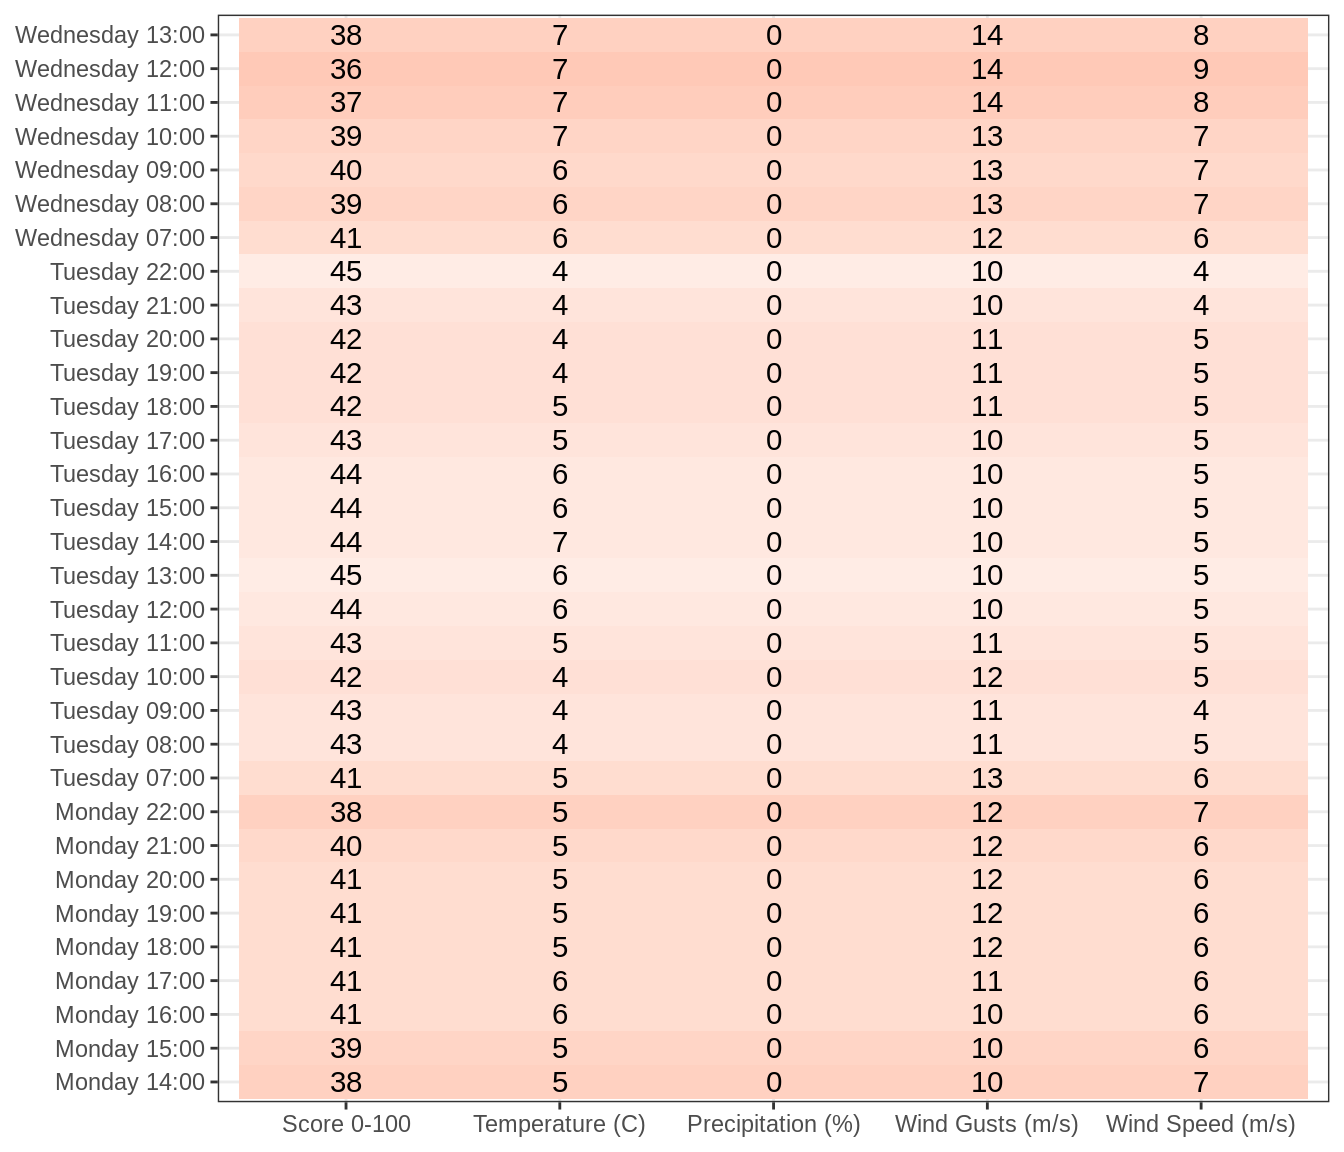 Wednesday 13:00 38 7 0 14 8
Wednesday 12:00 36 7 0 14 9
Wednesday 11:00 37 7 0 14 8
Wednesday 10:00 39 7 0 13 7
Wednesday 09:00 40 6 0 13 7
Wednesday 08:00 39 6 0 13 7
Wednesday 07:00 41 6 0 12 6
Tuesday 22:00 45 4 0 10 4
Tuesday 21:00 43 4 0 10 4
Tuesday 20:00 42 4 0 11 5
Tuesday 19:00 42 4 0 11 5
Tuesday 18:00 42 5 0 11 5
Tuesday 17:00 43 5 0 10 5
Tuesday 16:00 44 6 0 10 5
Tuesday 15:00 44 6 0 10 5
Tuesday 14:00 44 7 0 10 5
Tuesday 13:00 45 6 0 10 5
Tuesday 12:00 44 6 0 10 5
Tuesday 11:00 43 5 0 11 5
Tuesday 10:00 42 4 0 12 5
Tuesday 09:00 43 4 0 11 4
Tuesday 08:00 43 4 0 11 5
Tuesday 07:00 41 5 0 13 6
Monday 22:00 38 5 0 12 7
Monday 21:00 40 5 0 12 6
Monday 20:00 41 5 0 12 6
Monday 19:00 41 5 0 12 6
Monday 18:00 41 5 0 12 6
Monday 17:00 41 6 0 11 6
Monday 16:00 41 6 0 10 6
Monday 15:00 39 5 0 10 6
Monday 14:00 38 5 0 10 7
Score 0-100 Temperature (C) Precipitation (%) Wind Gusts (m/s) Wind Speed (m/s)